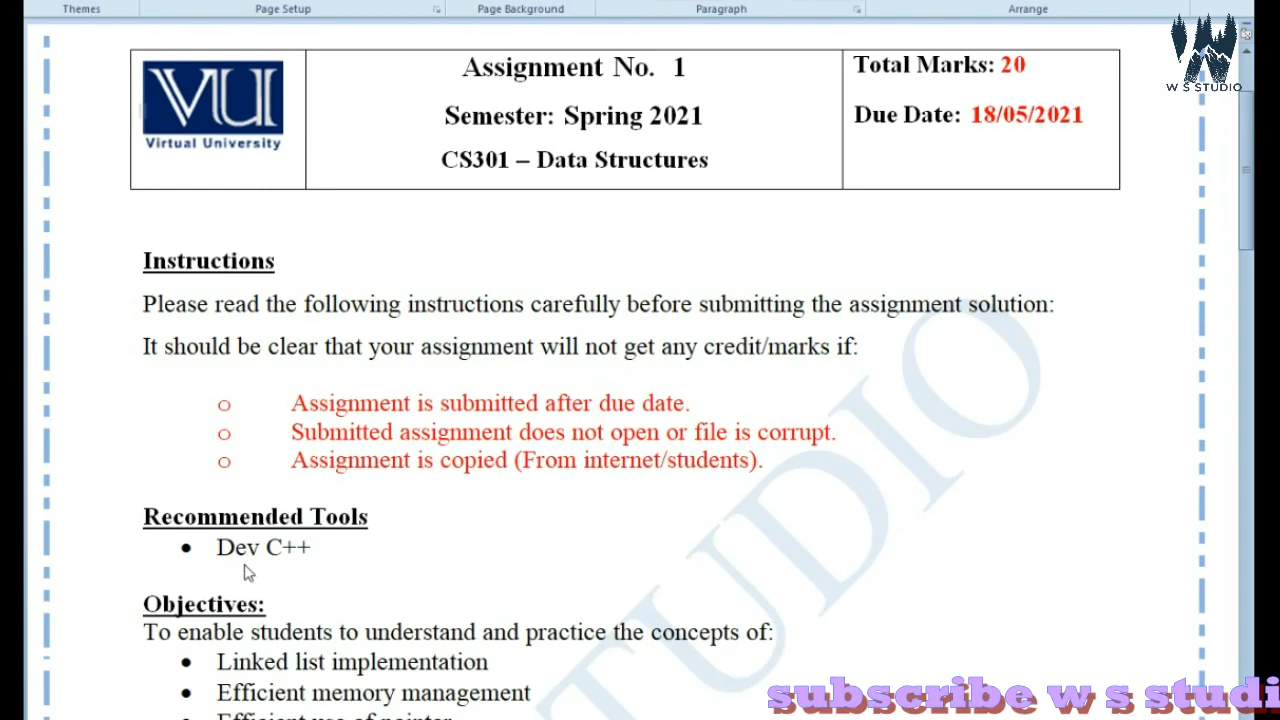 Themes Page Setup Page Background Paragraph Arrange
W S STUDIO
VU
Virtual University
Assignment No. 1
Semester: Spring 2021
CS301 – Data Structures
Total Marks: 20
Due Date: 18/05/2021
Instructions
Please read the following instructions carefully before submitting the assignment solution:
It should be clear that your assignment will not get any credit/marks if:
o Assignment is submitted after due date.
o Submitted assignment does not open or file is corrupt.
o Assignment is copied (From internet/students).
Recommended Tools
• Dev C++
Objectives:
To enable students to understand and practice the concepts of:
• Linked list implementation
• Efficient memory management
• Efficient use of pointer
STUDIO
subscribe w s studi